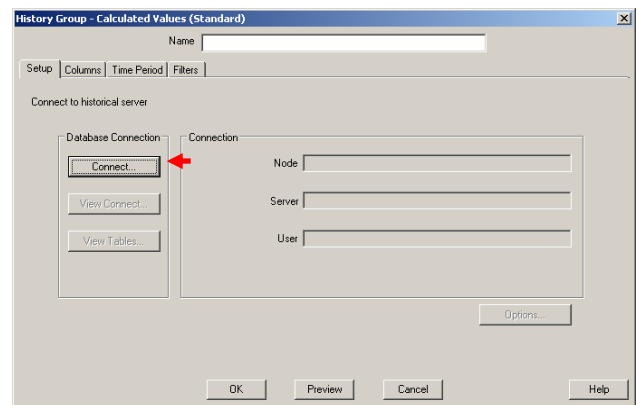 History Group - Calculated Values (Standard)
Name
Setup Columns Time Period Filters
Connect to historical server
Database Connection Connection
Connect... Node
View Connect... Server
View Tables... User
Options...
OK Preview Cancel Help